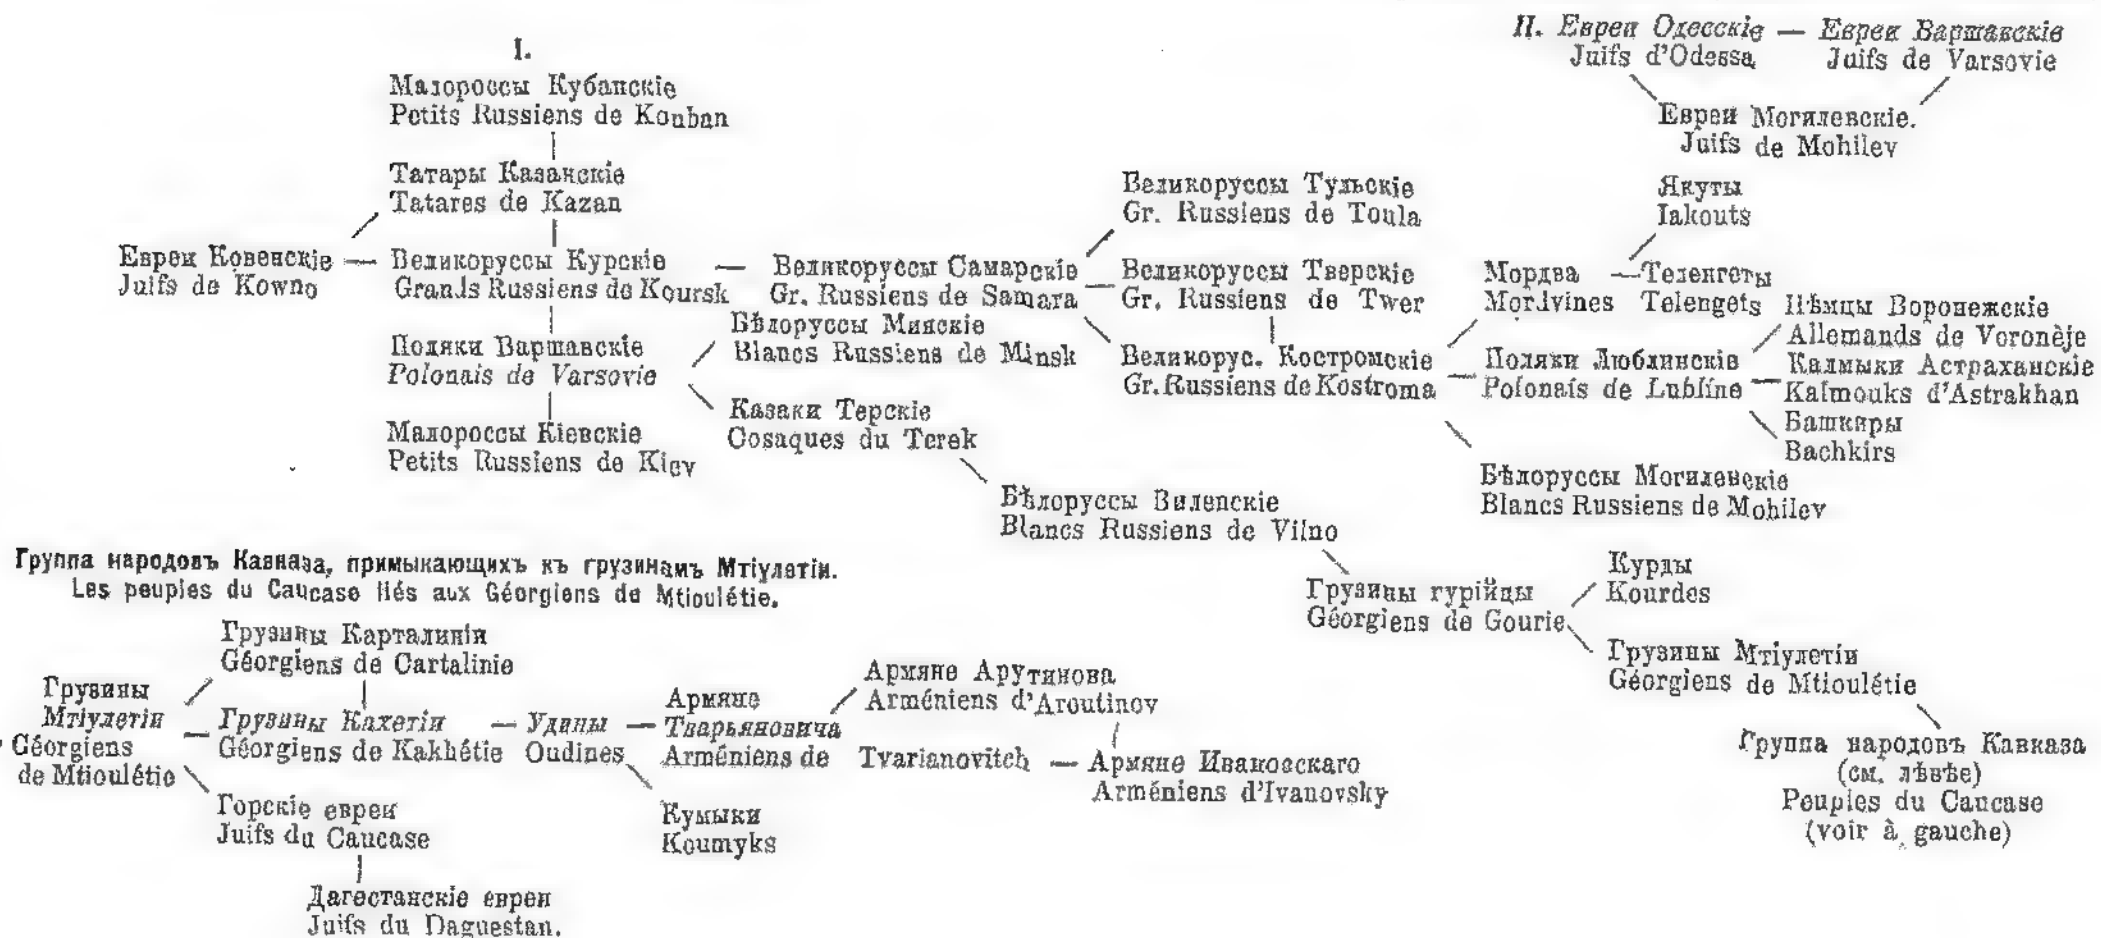 I.
Малороссы Кубанскіе
Petits Russiens de Kouban
Татары Казанскіе
Tatares de Kazan
Евреи Ковенскіе
Juifs de Kowno
Великоруссы Курскіе
Grands Russiens de Koursk
Поляки Варшавскіе
Polonais de Varsovie
Малороссы Кіевскіе
Petits Russiens de Kiev
Великоруссы Самарскіе
Gr. Russiens de Samara
Бѣлоруссы Минскіе
Blancs Russiens de Minsk
Казаки Терскіе
Cosaques du Terek
Великоруссы Тульскіе
Gr. Russiens de Toula
Великоруссы Тверскіе
Gr. Russiens de Twer
Великорус. Костромскіе
Gr. Russiens de Kostroma
Якуты
Iakouts
Мордва — Теленгеты
Mordvines Telengets
Нѣмцы Воронежскіе
Allemands de Voronèje
Поляки Люблинскіе
Polonais de Lubline
Калмыки Астраханскіе
Kalmouks d'Astrakhan
Башкиры
Bachkirs
Бѣлоруссы Могилевскіе
Blancs Russiens de Mohilev
Бѣлоруссы Виленскіе
Blancs Russiens de Vilno
Грузины гурійцы
Géorgiens de Gourie
Курды
Kourdes
Грузины Мтіулетіи
Géorgiens de Mtioulétie
Группа народовъ Кавказа
(см. лѣвѣе)
Peuples du Caucase
(voir à gauche)
II. Евреи Одесскіе — Евреи Варшавскіе
Juifs d'Odessa Juifs de Varsovie
Евреи Могилевскіе.
Juifs de Mohilev
Группа народовъ Кавказа, примыкающихъ къ грузинамъ Мтіулетіи.
Les peuples du Caucase liés aux Géorgiens de Mtioulétie.
Грузины
Мтіулетіи
Géorgiens
de Mtioulétie
Грузины Карталиніи
Géorgiens de Cartalinie
Грузины Кахетіи — Удины
Géorgiens de Kakhétie Oudines
Горскіе евреи
Juifs du Caucase
Дагестанскіе евреи
Juifs du Daguestan.
Армяне
Тварьяновича
Arméniens de Tvarianovitch
Кумыки
Koumyks
Армяне Арутинова
Arméniens d'Aroutinov
Армяне Ивановскаго
Arméniens d'Ivanovsky